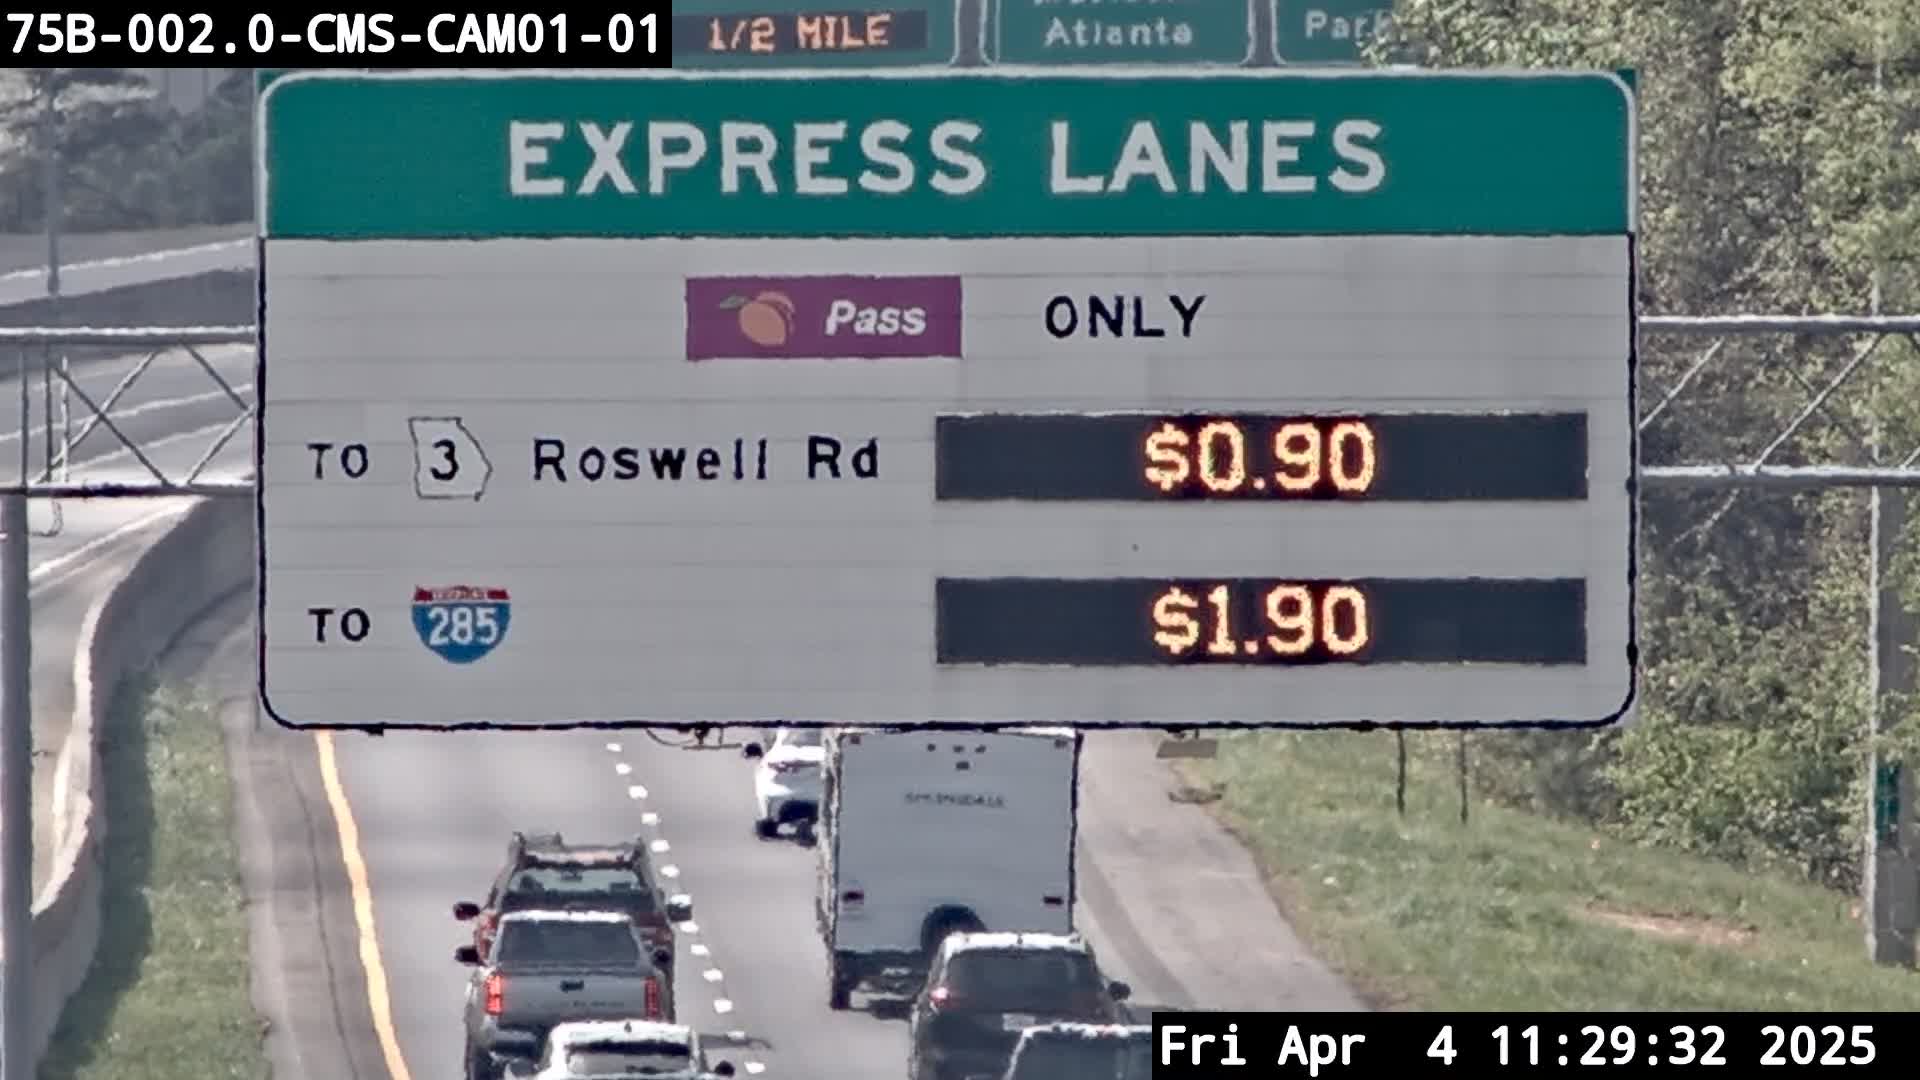 75B-002.0-CMS-CAM01-01
1/2 MILE
Atlanta
EXPRESS LANES
Pass ONLY
TO 3 Roswell Rd $0.90
TO 285 $1.90
Fri Apr 4 11:29:32 2025